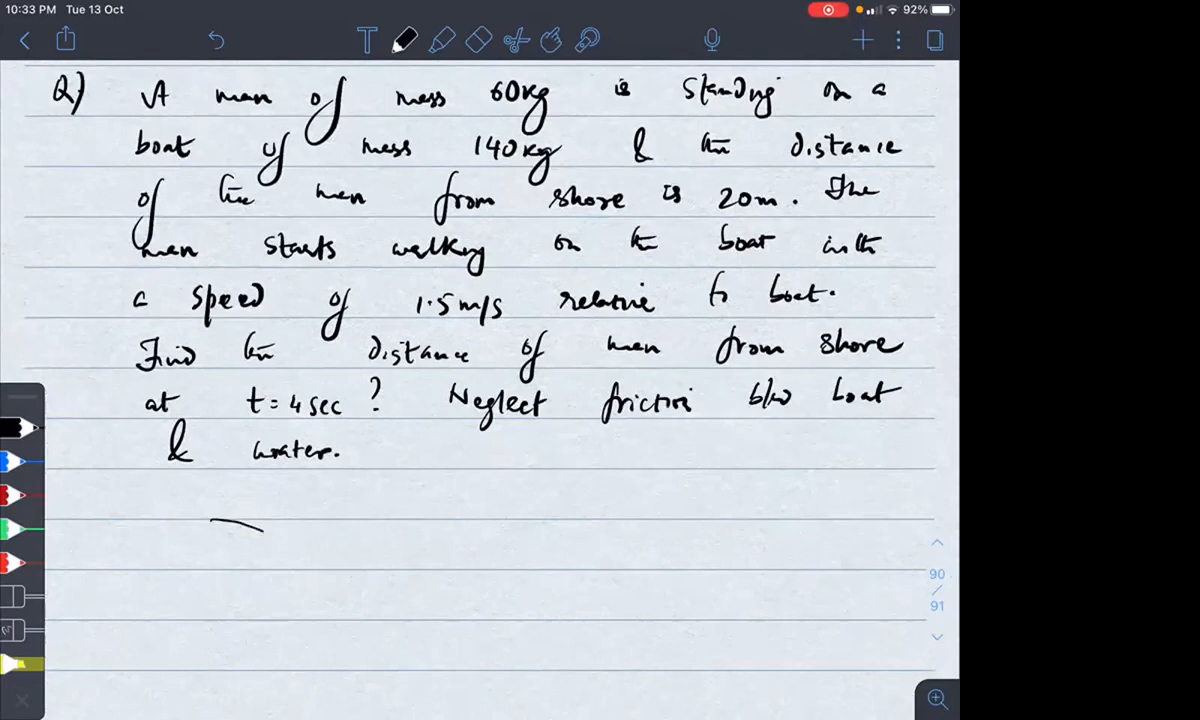 10:33 PM Tue 13 Oct 92%
Q) A man of mass 60kg is standing on a
boat of mass 140kg & the distance
of the man from shore is 20m. The
man starts walking on the boat with
a speed of 1.5m/s relative to boat.
Find the distance of man from shore
at t=4sec? Neglect friction b/w boat
& water.
90
/
91